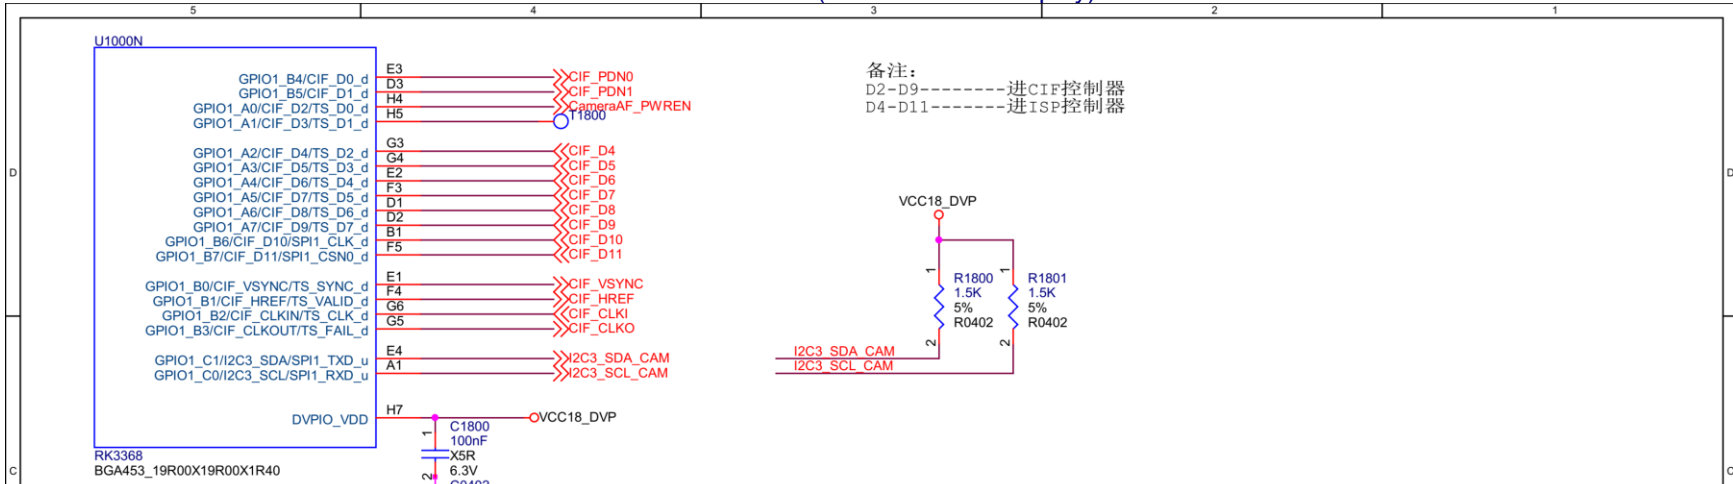 5 4 3 2 1
U1000N
GPIO1_B4/CIF_D0_d E3 CIF_PDN0
GPIO1_B5/CIF_D1_d D3 CIF_PDN1
GPIO1_A0/CIF_D2/TS_D0_d H4 CameraAF_PWREN
GPIO1_A1/CIF_D3/TS_D1_d H5 T1800
GPIO1_A2/CIF_D4/TS_D2_d G3 CIF_D4
GPIO1_A3/CIF_D5/TS_D3_d G4 CIF_D5
GPIO1_A4/CIF_D6/TS_D4_d E2 CIF_D6
GPIO1_A5/CIF_D7/TS_D5_d F3 CIF_D7
GPIO1_A6/CIF_D8/TS_D6_d D1 CIF_D8
GPIO1_A7/CIF_D9/TS_D7_d D2 CIF_D9
GPIO1_B6/CIF_D10/SPI1_CLK_d B1 CIF_D10
GPIO1_B7/CIF_D11/SPI1_CSN0_d F5 CIF_D11
GPIO1_B0/CIF_VSYNC/TS_SYNC_d E1 CIF_VSYNC
GPIO1_B1/CIF_HREF/TS_VALID_d F4 CIF_HREF
GPIO1_B2/CIF_CLKIN/TS_CLK_d G6 CIF_CLKI
GPIO1_B3/CIF_CLKOUT/TS_FAIL_d G5 CIF_CLKO
GPIO1_C1/I2C3_SDA/SPI1_TXD_u E4 I2C3_SDA_CAM
GPIO1_C0/I2C3_SCL/SPI1_RXD_u A1 I2C3_SCL_CAM
DVPIO_VDD H7 VCC18_DVP
RK3368
BGA453_19R00X19R00X1R40
1
C1800
100nF
X5R
2
6.3V
备注：
D2-D9--------进CIF控制器
D4-D11-------进ISP控制器
VCC18_DVP
1 R1800 1 R1801
1.5K 1.5K
5% 5%
R0402 R0402
2 2
I2C3_SDA_CAM
I2C3_SCL_CAM
D D
C C